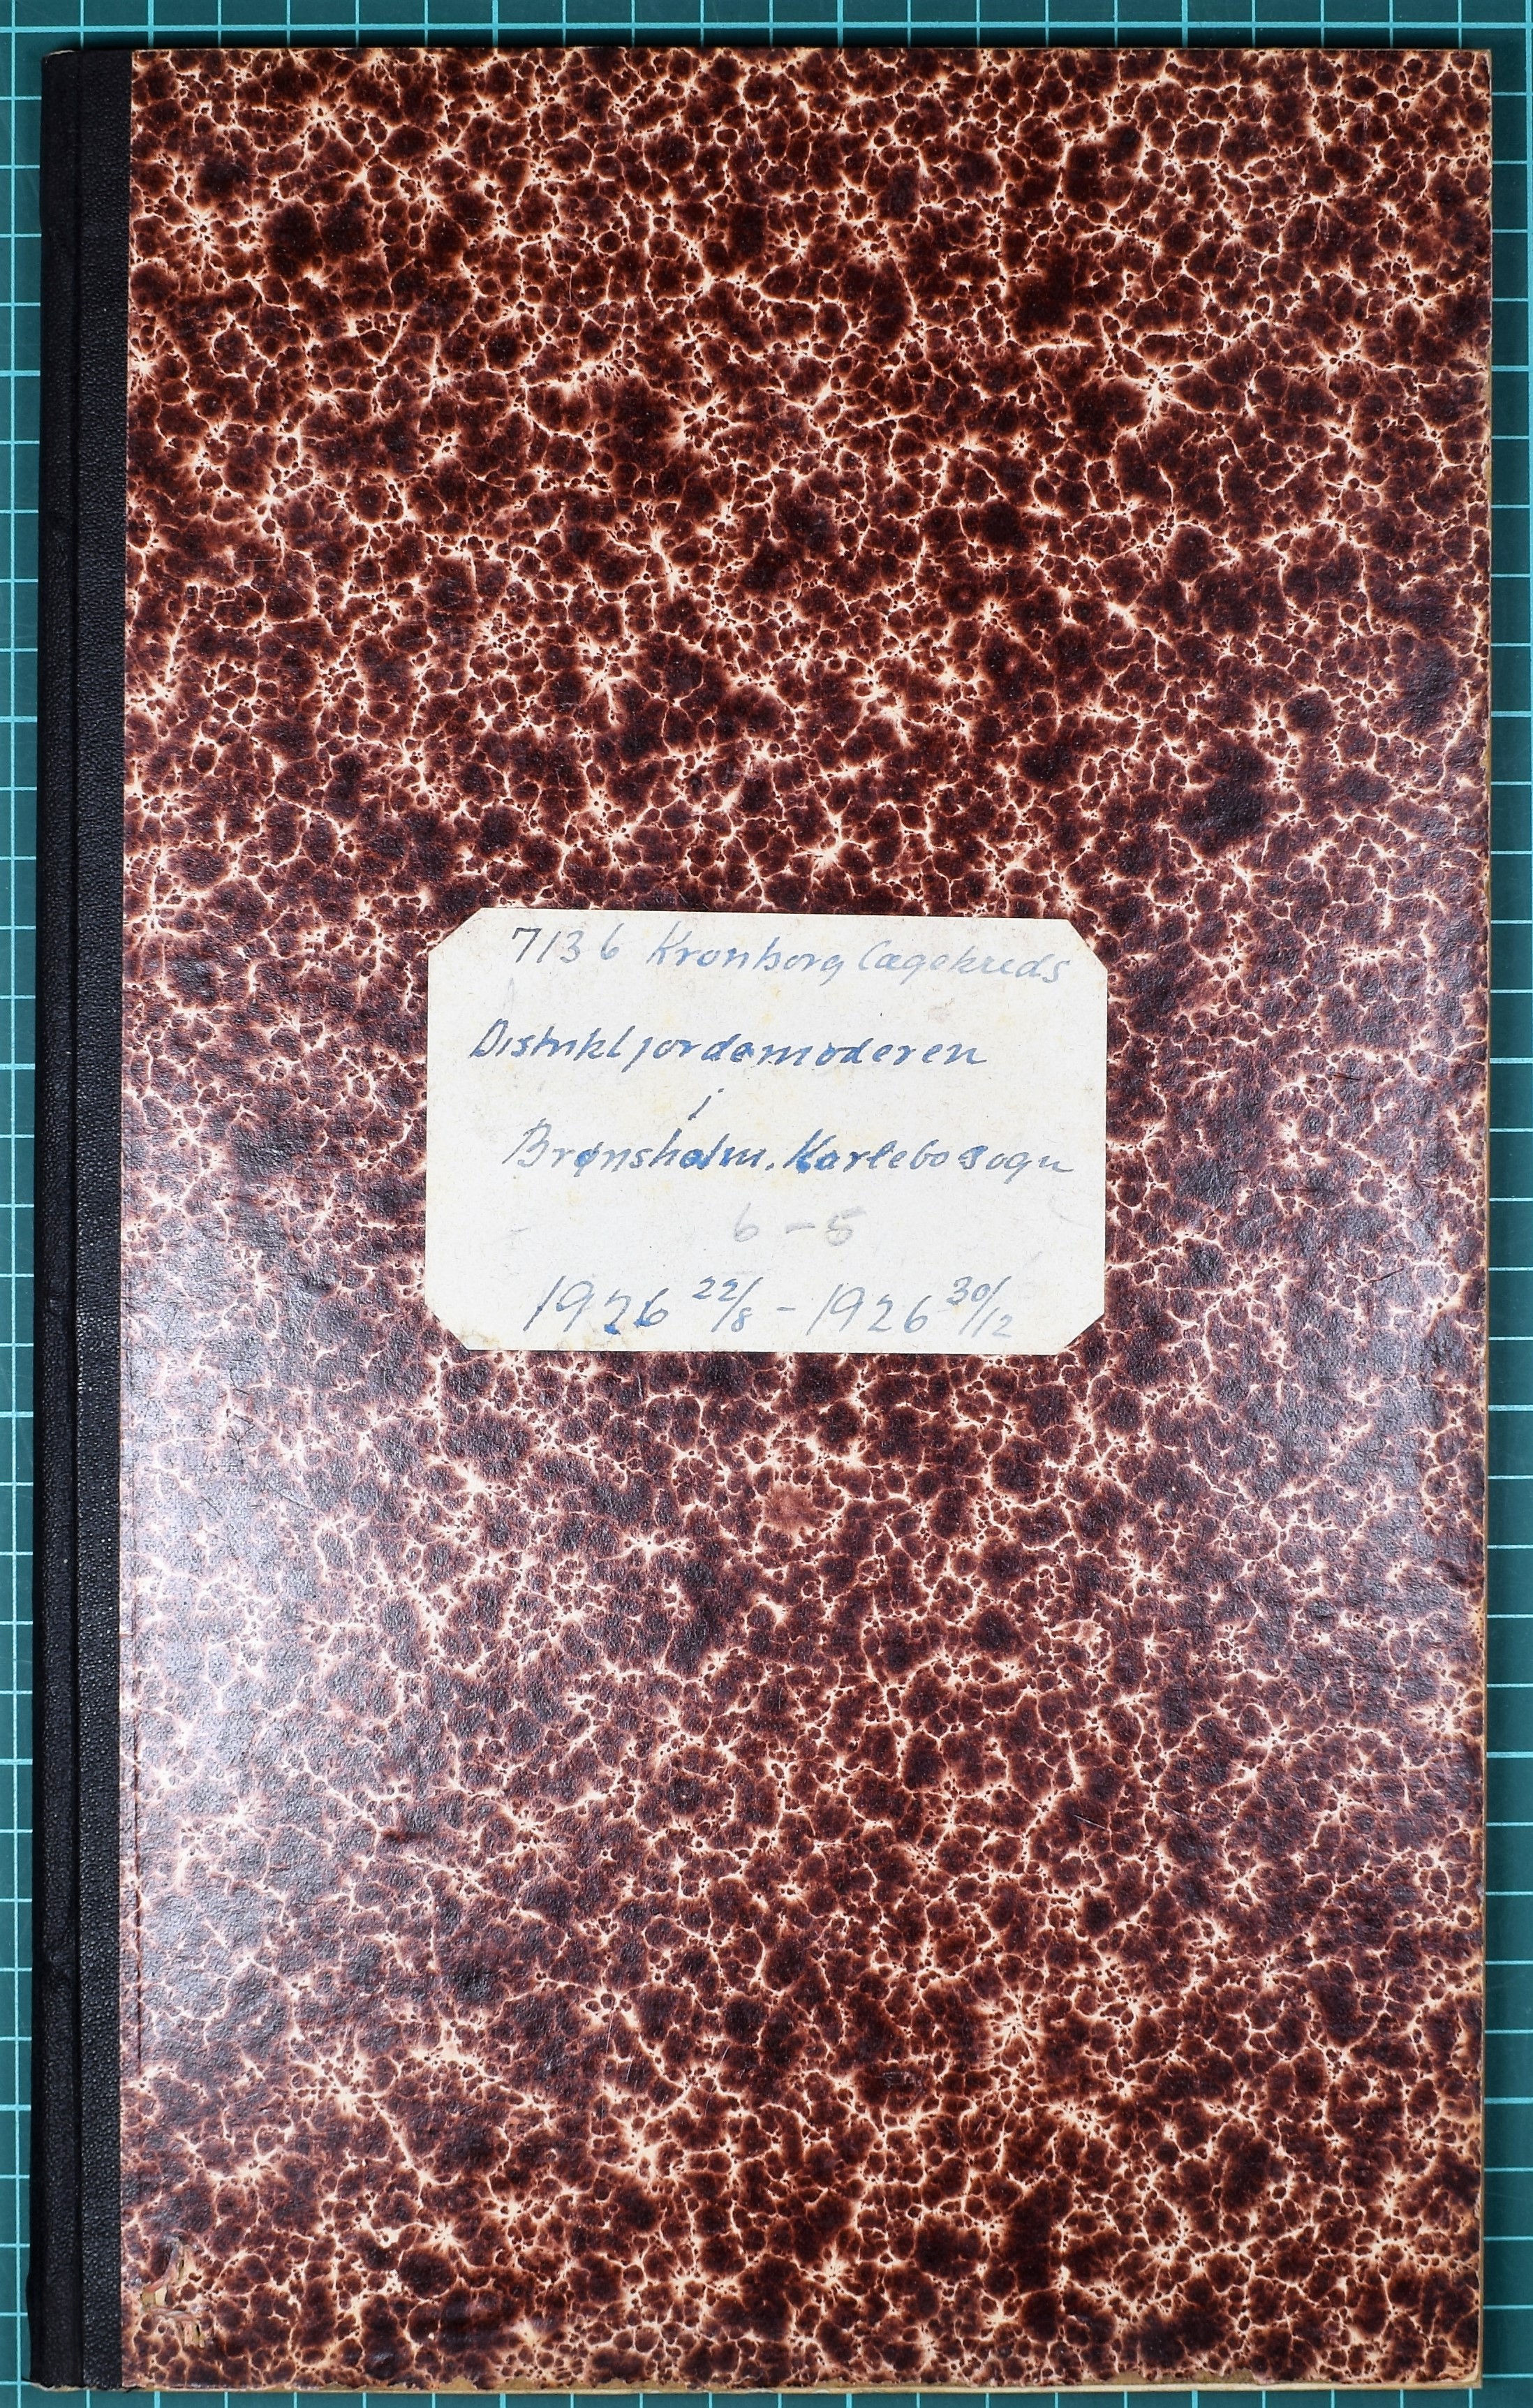 7136 Kronborg Lægekreds
Distriktjordemoderen
i
Brønsholm. Karlebo sogn
6-5
1926 22/8 - 1926 30/12